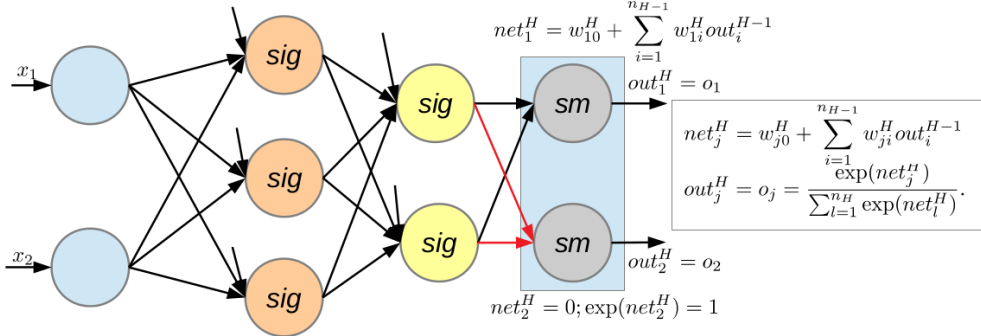 net_1^H = w_{10}^H + \sum_{i=1}^{n_{H-1}} w_{1i}^H out_i^{H-1}
x_1
sig
sig
sm
out_1^H = o_1
net_j^H = w_{j0}^H + \sum_{i=1}^{n_{H-1}} w_{ji}^H out_i^{H-1}
sig
out_j^H = o_j = \frac{\exp(net_j^H)}{\sum_{l=1}^{n_H} \exp(net_l^H)}.
x_2
sig
sm
out_2^H = o_2
sig
net_2^H = 0; \exp(net_2^H) = 1